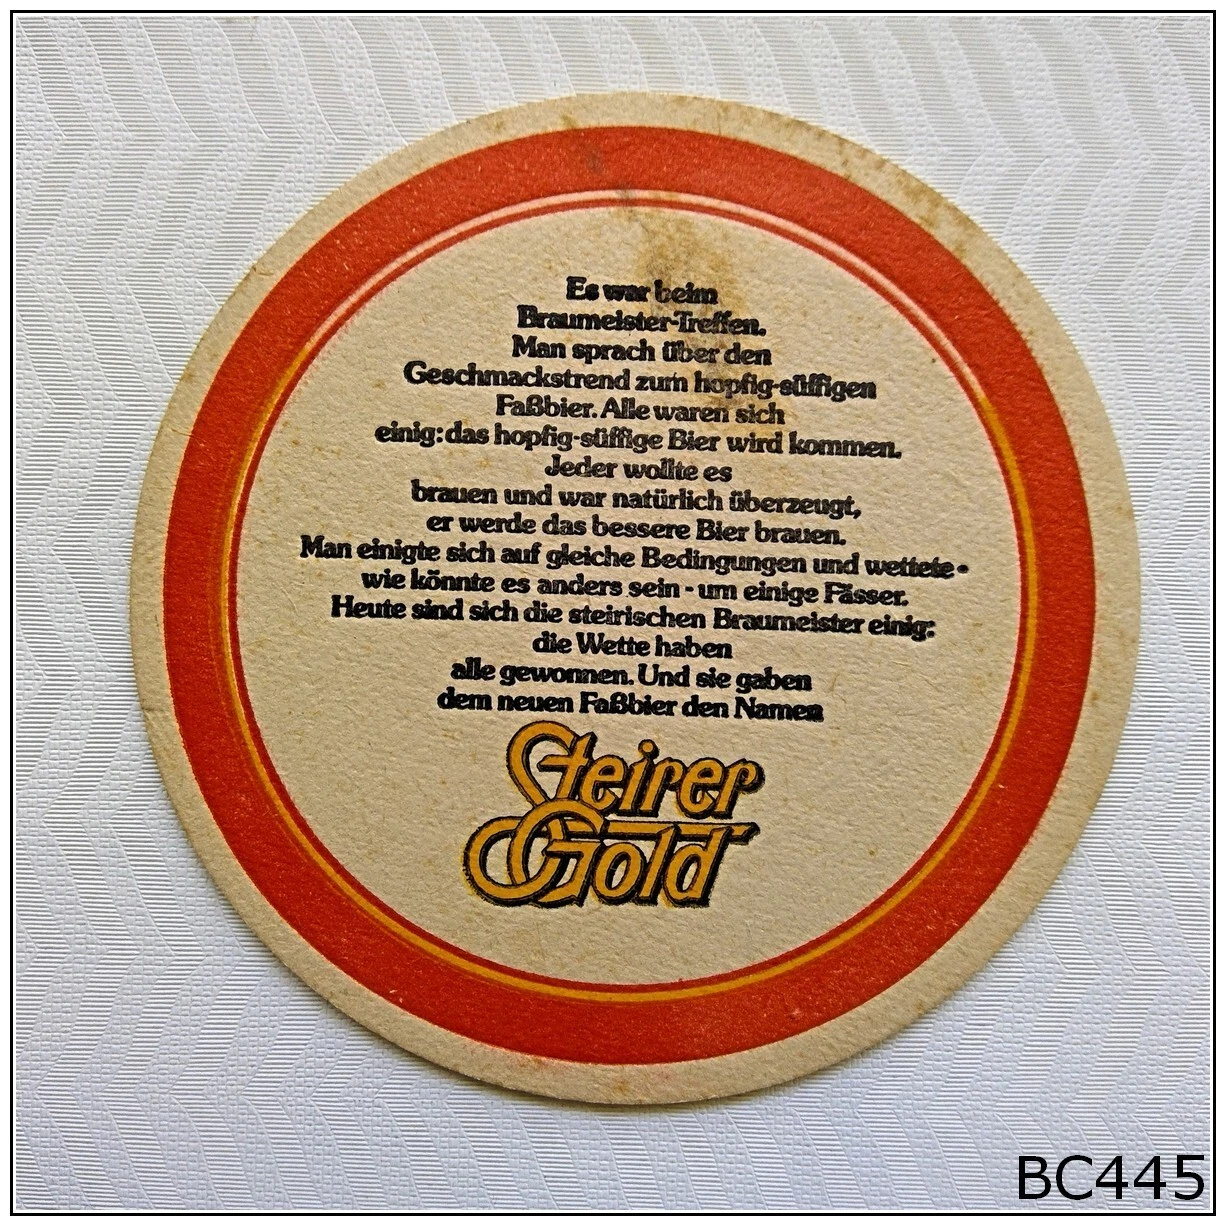 Es war beim
Braumeister-Treffen.
Man sprach über den
Geschmackstrend zum hopfig-süffigen
Faßbier. Alle waren sich
einig: das hopfig-süffige Bier wird kommen.
Jeder wollte es
brauen und war natürlich überzeugt,
er werde das bessere Bier brauen.
Man einigte sich auf gleiche Bedingungen und wettete -
wie könnte es anders sein - um einige Fässer.
Heute sind sich die steirischen Braumeister einig:
die Wette haben
alle gewonnen. Und sie gaben
dem neuen Faßbier den Namen
Steirer
Gold
BC445